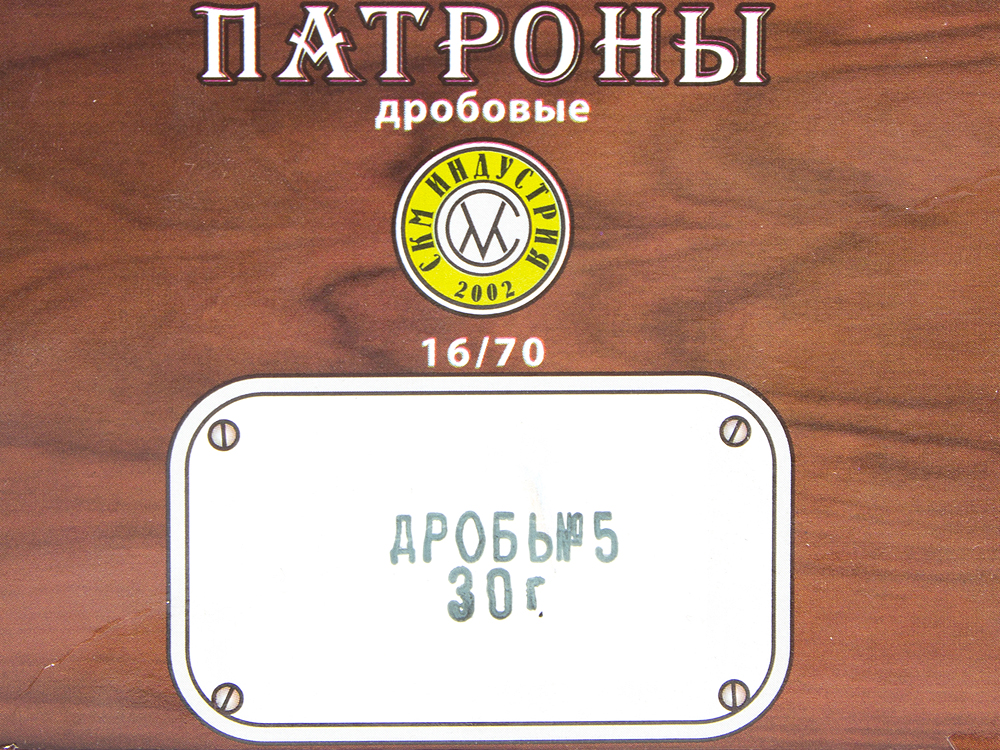 ПАТРОНЫ
дробовые
СКМ ИНДУСТРИЯ
2002
16/70
ДРОБЬ№5
30г.